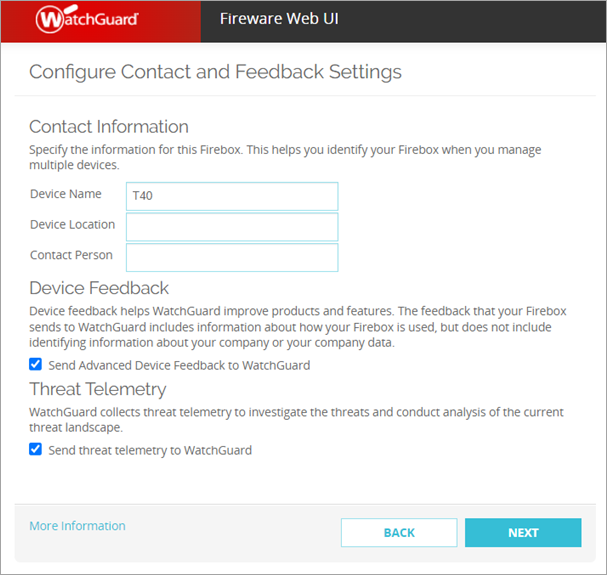 WatchGuard
Fireware Web UI
Configure Contact and Feedback Settings
Contact Information
Specify the information for this Firebox. This helps you identify your Firebox when you manage
multiple devices.
Device Name T40
Device Location
Contact Person
Device Feedback
Device feedback helps WatchGuard improve products and features. The feedback that your Firebox
sends to WatchGuard includes information about how your Firebox is used, but does not include
identifying information about your company or your company data.
Send Advanced Device Feedback to WatchGuard
Threat Telemetry
WatchGuard collects threat telemetry to investigate the threats and conduct analysis of the current
threat landscape.
Send threat telemetry to WatchGuard
More Information
BACK
NEXT